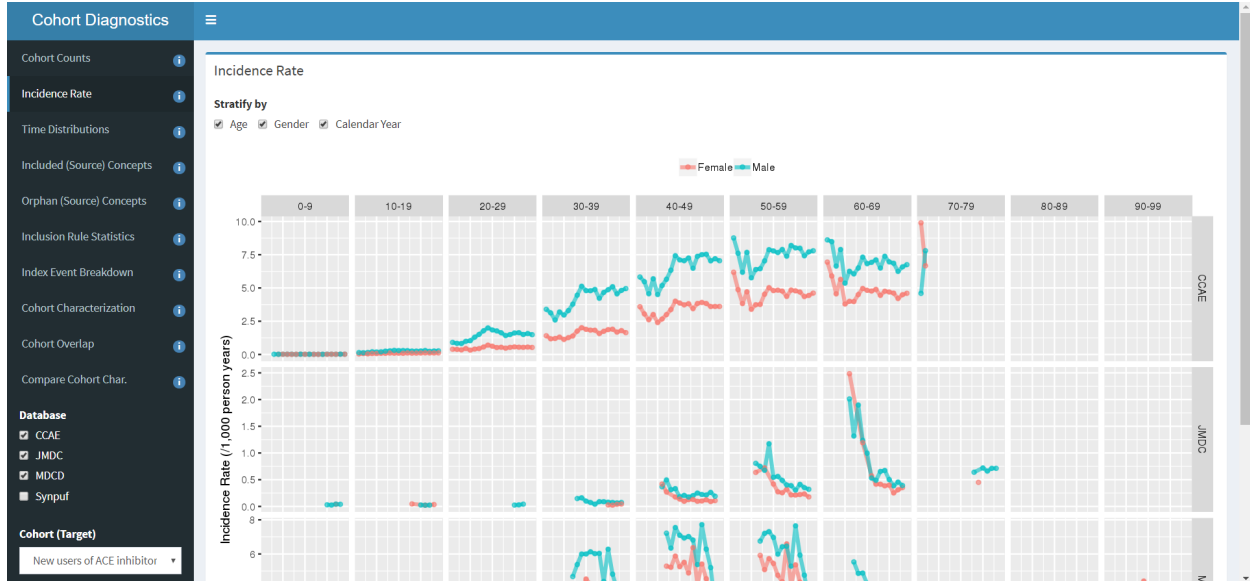 Cohort Diagnostics
Cohort Counts
Incidence Rate
Time Distributions
Included (Source) Concepts
Orphan (Source) Concepts
Inclusion Rule Statistics
Index Event Breakdown
Cohort Characterization
Cohort Overlap
Compare Cohort Char.
Database
CCAE
JMDC
MDCD
Synpuf
Cohort (Target)
New users of ACE inhibitor
Incidence Rate
Stratify by
Age Gender Calendar Year
Female Male
0-9 10-19 20-29 30-39 40-49 50-59 60-69 70-79 80-89 90-99
Incidence Rate (/1,000 person years)
10.0
7.5
5.0
2.5
0.0
CCAE
2.5
2.0
1.5
1.0
0.5
0.0
JMDC
8
6